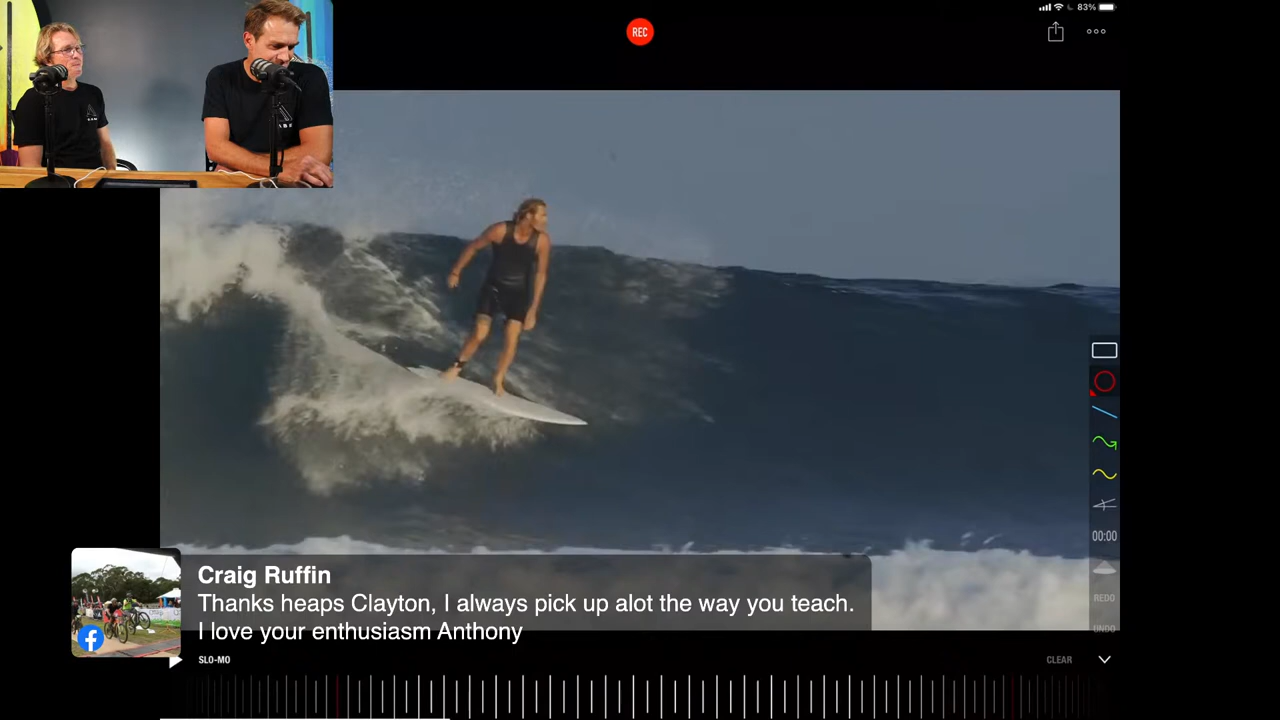 83%
REC
00:00
REDO
UNDO
Craig Ruffin
Thanks heaps Clayton, I always pick up alot the way you teach.
I love your enthusiasm Anthony
SLO-MO
CLEAR